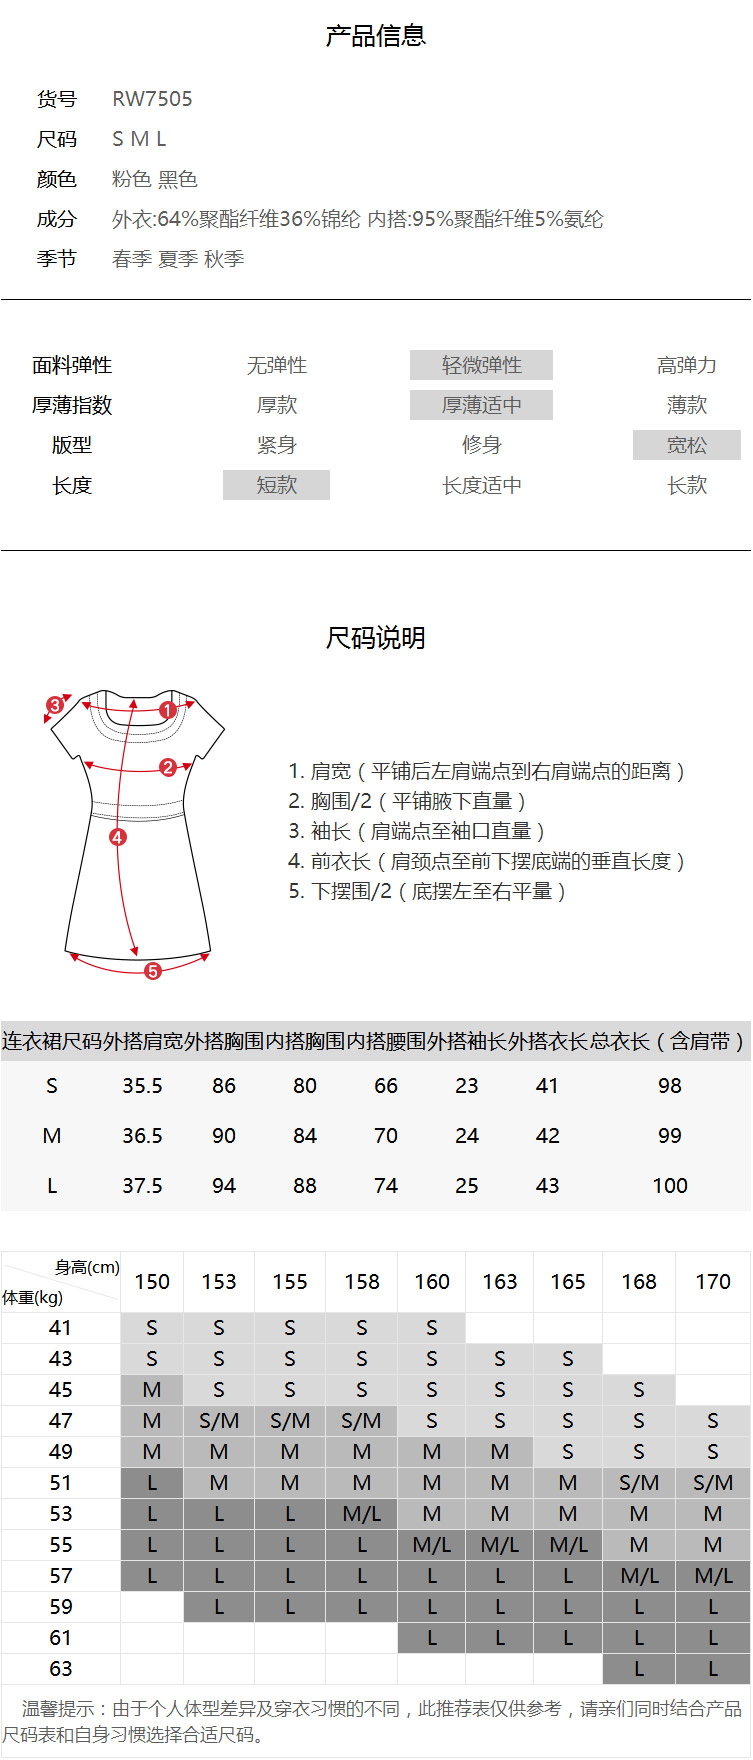 产品信息
货号 RW7505
尺码 S M L
颜色 粉色 黑色
成分 外衣:64%聚酯纤维36%锦纶 内搭:95%聚酯纤维5%氨纶
季节 春季 夏季 秋季
面料弹性 无弹性 轻微弹性 高弹力
厚薄指数 厚款 厚薄适中 薄款
版型 紧身 修身 宽松
长度 短款 长度适中 长款
尺码说明
3 1
2
4
5
1. 肩宽（平铺后左肩端点到右肩端点的距离）
2. 胸围/2（平铺腋下直量）
3. 袖长（肩端点至袖口直量）
4. 前衣长（肩颈点至前下摆底端的垂直长度）
5. 下摆围/2（底摆左至右平量）
连衣裙尺码 外搭肩宽 外搭胸围 内搭胸围 内搭腰围 外搭袖长 外搭衣长 总衣长（含肩带）
S 35.5 86 80 66 23 41 98
M 36.5 90 84 70 24 42 99
L 37.5 94 88 74 25 43 100
身高(cm) 150 153 155 158 160 163 165 168 170
体重(kg)
41 S S S S S
43 S S S S S S S
45 M S S S S S S S
47 M S/M S/M S/M S S S S S
49 M M M M M M S S S
51 L M M M M M M S/M S/M
53 L L L M/L M M M M M
55 L L L L M/L M/L M/L M M
57 L L L L L L L M/L M/L
59 L L L L L L L L
61 L L L L L
63 L L
温馨提示：由于个人体型差异及穿衣习惯的不同，此推荐表仅供参考，请亲们同时结合产品
尺码表和自身习惯选择合适尺码。